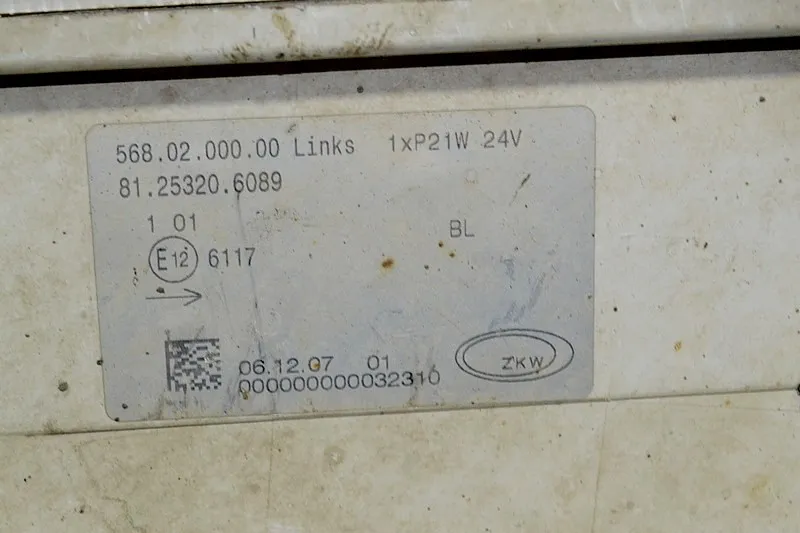 568.02.000.00 Links 1xP21W 24V
81.25320.6089
1 01
BL
E12 6117
06.12.07 01
000000000032310
ZKW